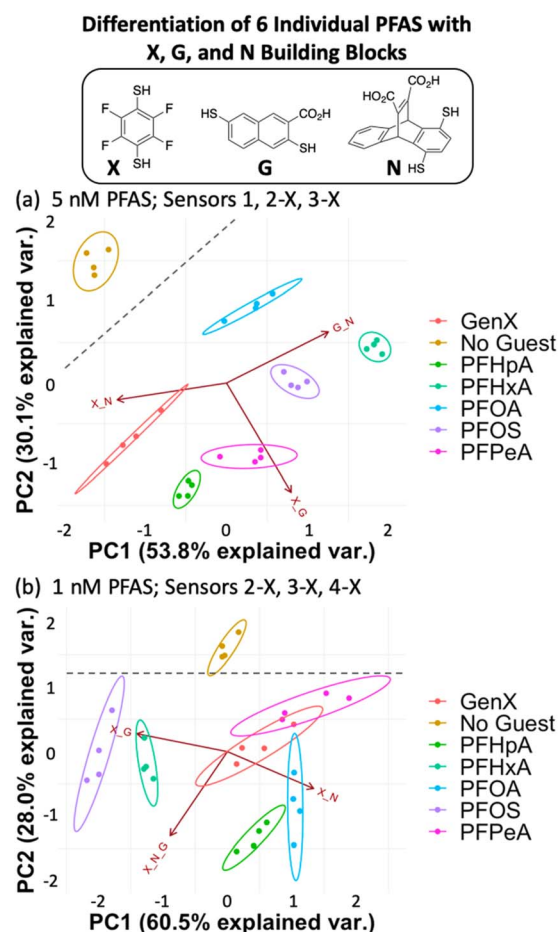 Differentiation of 6 Individual PFAS with
X, G, and N Building Blocks
SH
F
F
F
F
SH
X
HS
CO₂H
SH
G
CO₂H
HO₂C
SH
HS
N
(a) 5 nM PFAS; Sensors 1, 2-X, 3-X
PC2 (30.1% explained var.)
2
1
0
-1
G_N
X_N
X_G
-2
-1
0
1
2
PC1 (53.8% explained var.)
GenX
No Guest
PFHpA
PFHxA
PFOA
PFOS
PFPeA
(b) 1 nM PFAS; Sensors 2-X, 3-X, 4-X
PC2 (28.0% explained var.)
2
1
0
-1
-2
X_G
X_N
X_N_G
-2
-1
0
1
2
PC1 (60.5% explained var.)
GenX
No Guest
PFHpA
PFHxA
PFOA
PFOS
PFPeA